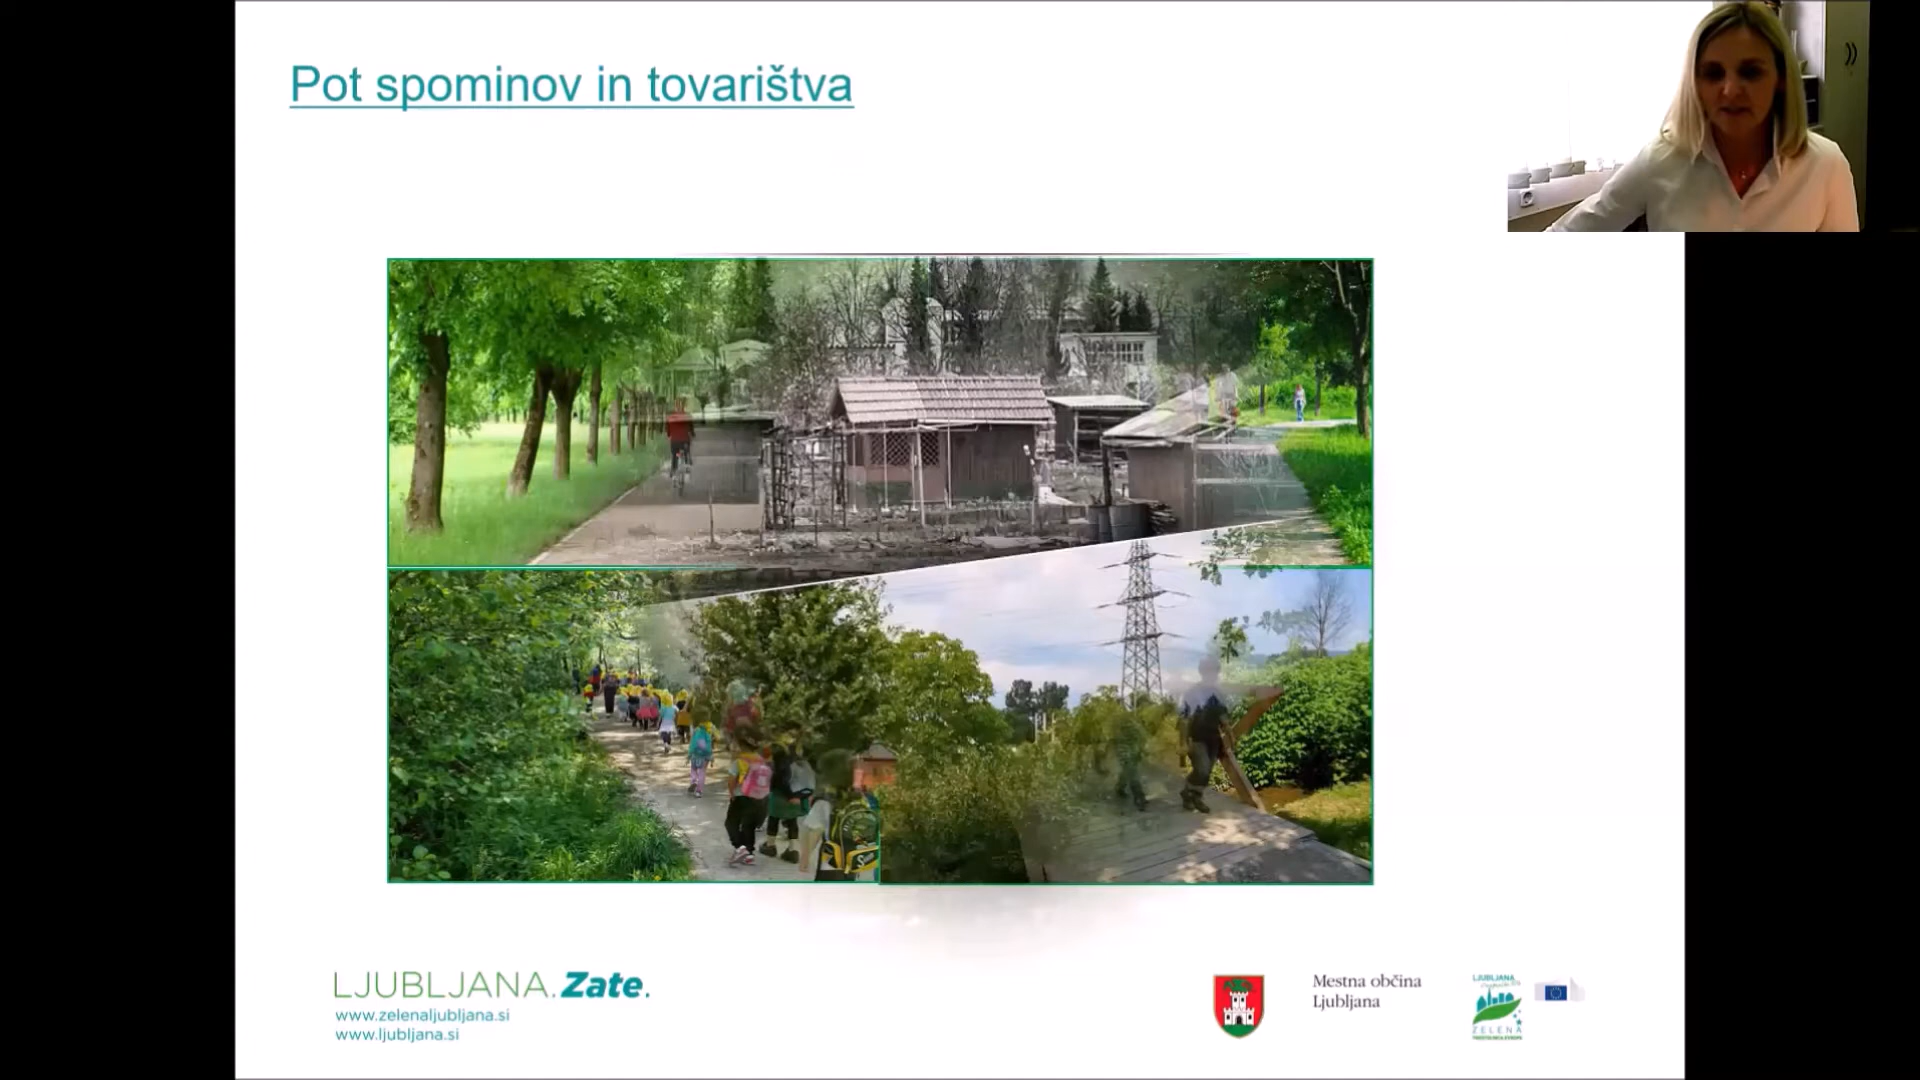 Pot spominov in tovarištva
LJUBLJANA.Zate.
www.zelenaljubljana.si
www.ljubljana.si
Mestna občina
Ljubljana
LJUBLJANA
ZELENA